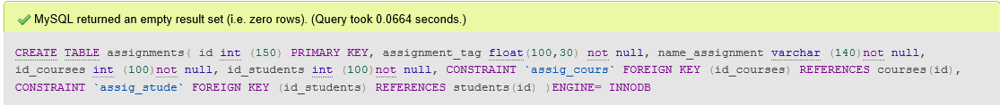 MySQL returned an empty result set (i.e. zero rows). (Query took 0.0664 seconds.)
CREATE TABLE assignments( id int (150) PRIMARY KEY, assignment_tag float(100,30) not null, name_assignment varchar (140)not null,
id_courses int (100)not null, id_students int (100)not null, CONSTRAINT `assig_cours` FOREIGN KEY (id_courses) REFERENCES courses(id),
CONSTRAINT `assig_stude` FOREIGN KEY (id_students) REFERENCES students(id) )ENGINE= INNODB